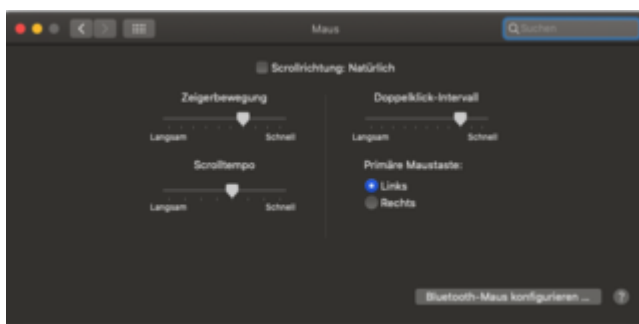 Maus
Suchen
Scrollrichtung: Natürlich
Zeigerbewegung
Langsam Schnell
Scrolltempo
Langsam Schnell
Doppelklick-Intervall
Langsam Schnell
Primäre Maustaste:
Links
Rechts
Bluetooth-Maus konfigurieren ...
?